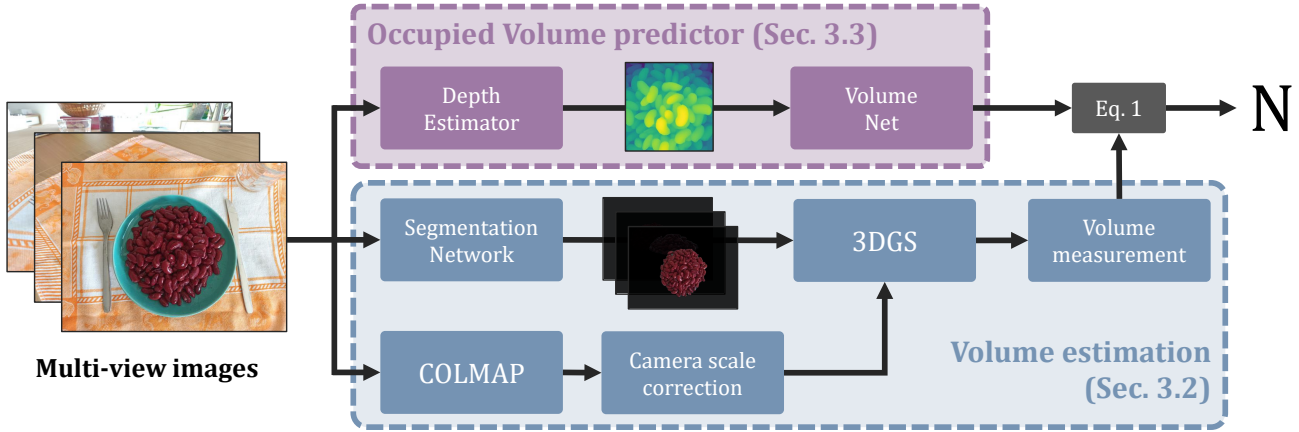 Occupied Volume predictor (Sec. 3.3)
Depth
Estimator
Volume
Net
Eq. 1
N
Segmentation
Network
3DGS
Volume
measurement
Multi-view images
COLMAP
Camera scale
correction
Volume estimation
(Sec. 3.2)